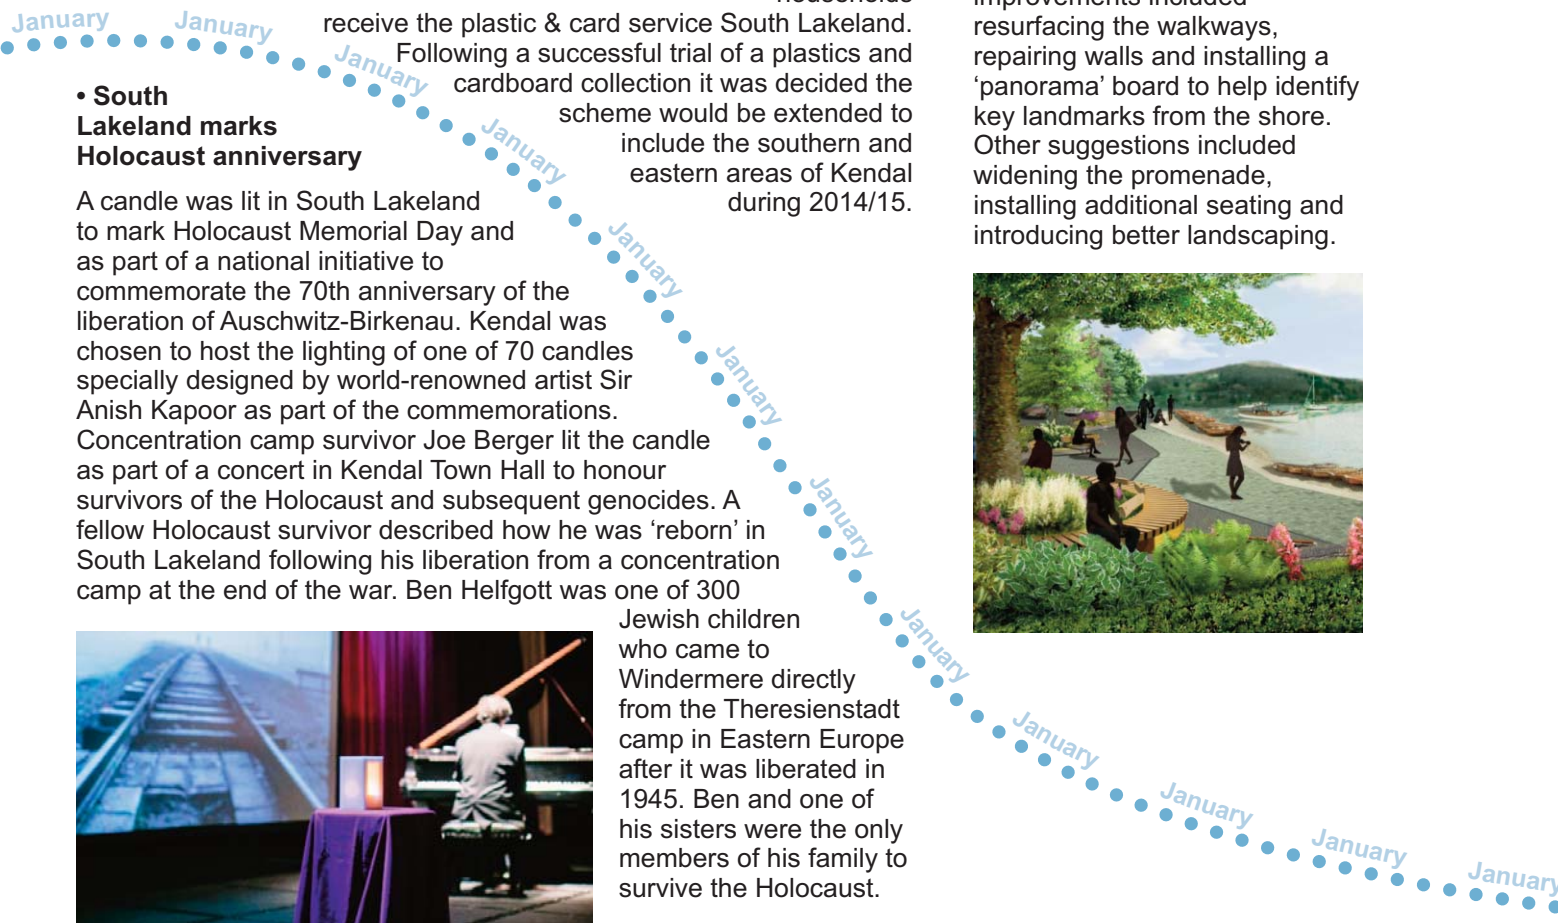 January
January
January
January
January
January
January
January
January
January
January
January
households
receive the plastic & card service South Lakeland.
Following a successful trial of a plastics and
cardboard collection it was decided the
scheme would be extended to
include the southern and
eastern areas of Kendal
during 2014/15.
• South
Lakeland marks
Holocaust anniversary
A candle was lit in South Lakeland
to mark Holocaust Memorial Day and
as part of a national initiative to
commemorate the 70th anniversary of the
liberation of Auschwitz-Birkenau. Kendal was
chosen to host the lighting of one of 70 candles
specially designed by world-renowned artist Sir
Anish Kapoor as part of the commemorations.
Concentration camp survivor Joe Berger lit the candle
as part of a concert in Kendal Town Hall to honour
survivors of the Holocaust and subsequent genocides. A
fellow Holocaust survivor described how he was ‘reborn’ in
South Lakeland following his liberation from a concentration
camp at the end of the war. Ben Helfgott was one of 300
Jewish children
who came to
Windermere directly
from the Theresienstadt
camp in Eastern Europe
after it was liberated in
1945. Ben and one of
his sisters were the only
members of his family to
survive the Holocaust.
improvements included
resurfacing the walkways,
repairing walls and installing a
‘panorama’ board to help identify
key landmarks from the shore.
Other suggestions included
widening the promenade,
installing additional seating and
introducing better landscaping.